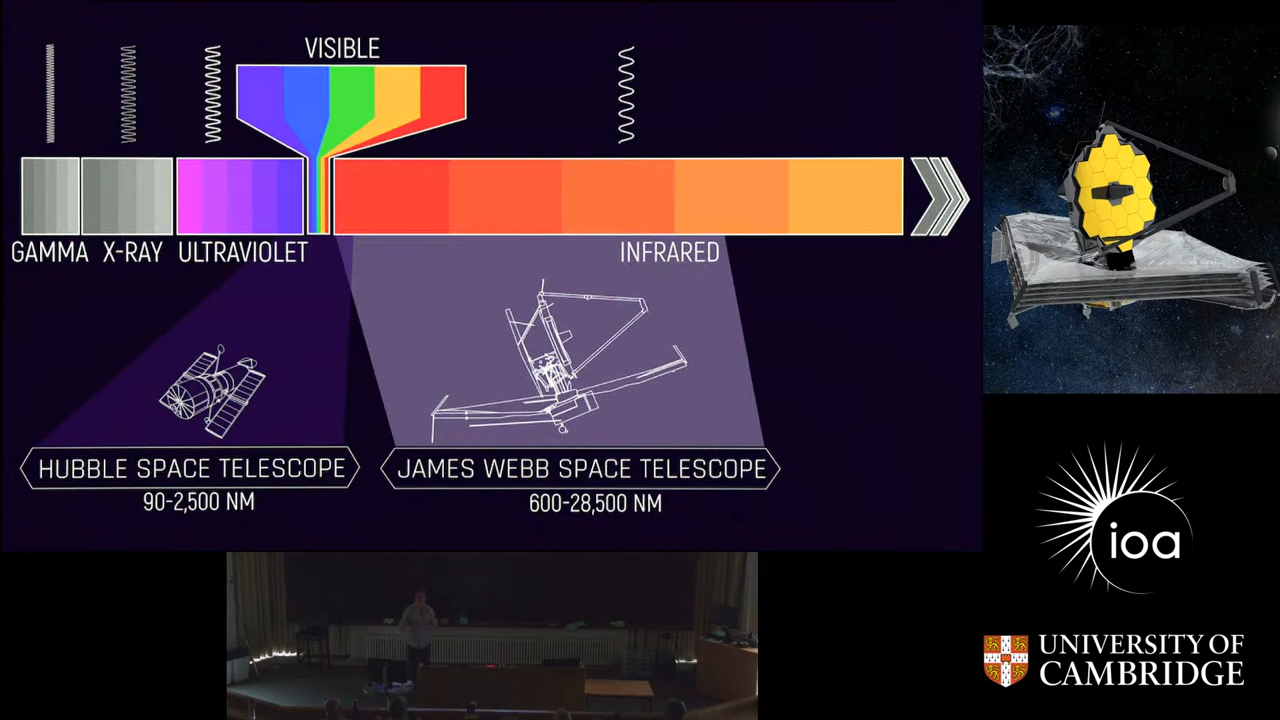 VISIBLE
GAMMA X-RAY ULTRAVIOLET INFRARED
HUBBLE SPACE TELESCOPE
90-2,500 NM
JAMES WEBB SPACE TELESCOPE
600-28,500 NM
ioa
UNIVERSITY OF
CAMBRIDGE